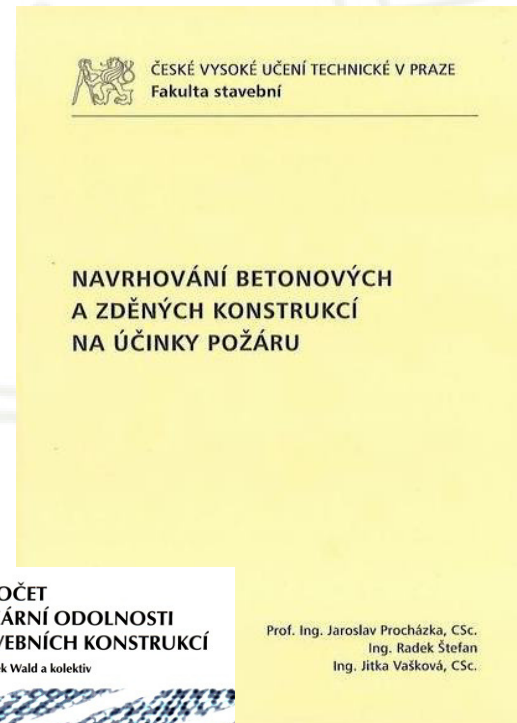 ČESKÉ VYSOKÉ UČENÍ TECHNICKÉ V PRAZE
Fakulta stavební
NAVRHOVÁNÍ BETONOVÝCH
A ZDĚNÝCH KONSTRUKCÍ
NA ÚČINKY POŽÁRU
Prof. Ing. Jaroslav Procházka, CSc.
Ing. Radek Štefan
Ing. Jitka Vašková, CSc.
OČET
ÁRNÍ ODOLNOSTI
VEBNÍCH KONSTRUKCÍ
k Wald a kolektiv